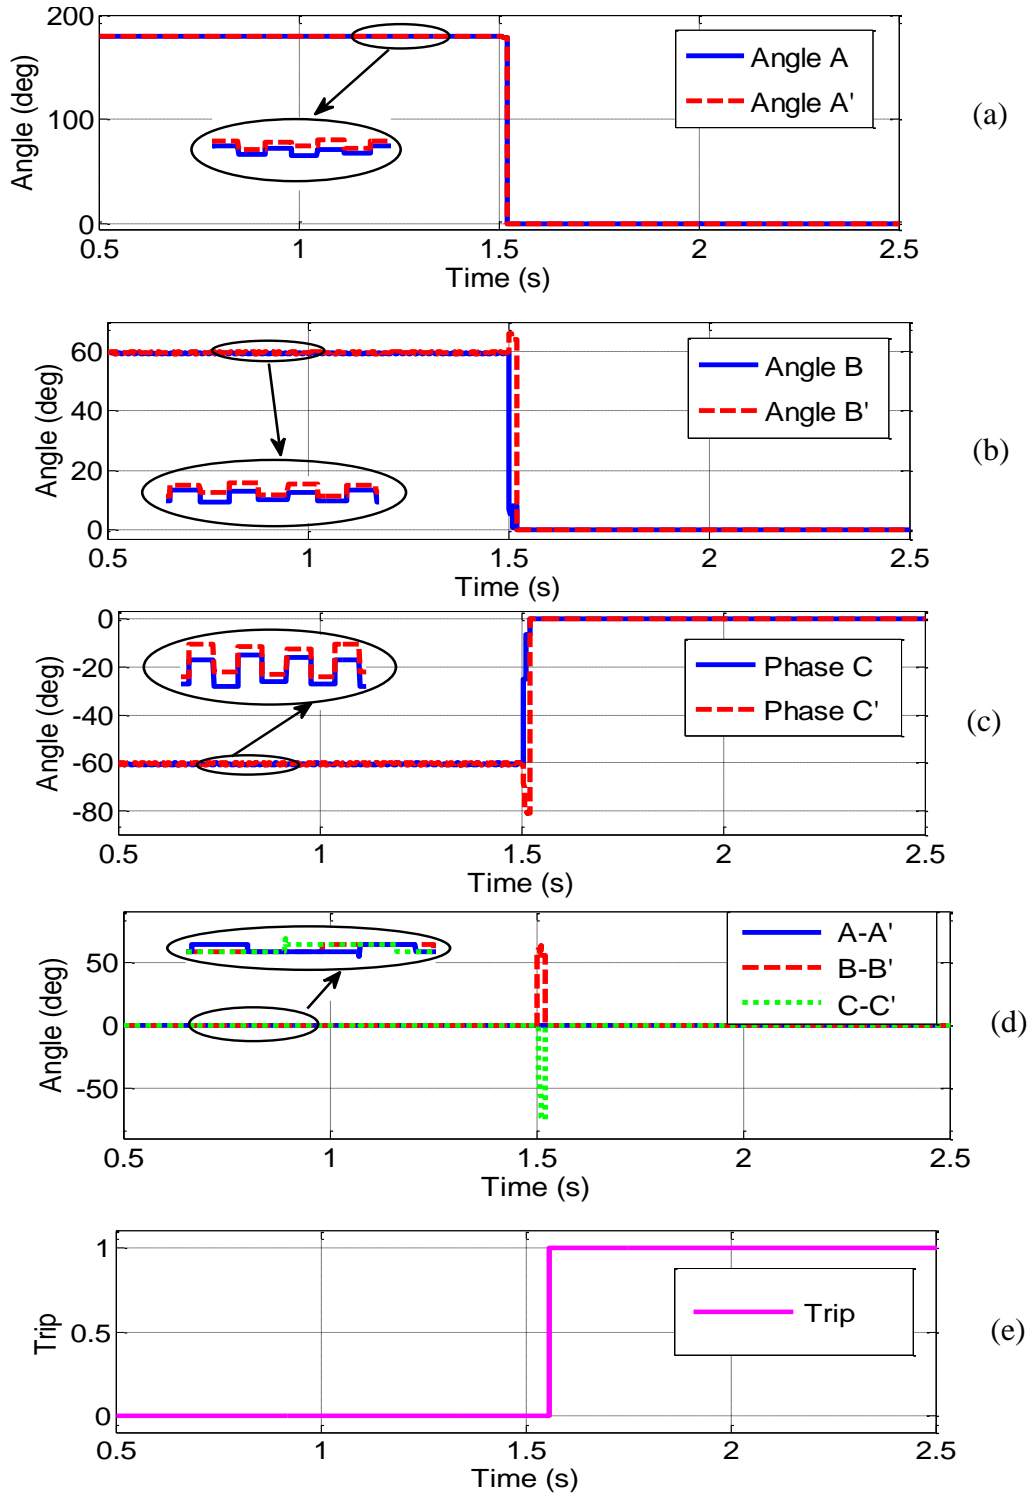 200
100
0
Angle (deg)
Angle A
Angle A'
(a)
0.5 1 1.5 2 2.5
Time (s)
60
40
20
0
Angle (deg)
Angle B
Angle B'
(b)
0.5 1 1.5 2 2.5
Time (s)
0
-20
-40
-60
-80
Angle (deg)
Phase C
Phase C'
(c)
0.5 1 1.5 2 2.5
Time (s)
50
0
-50
Angle (deg)
A-A'
B-B'
C-C'
(d)
0.5 1 1.5 2 2.5
Time (s)
1
0.5
0
Trip
Trip
(e)
0.5 1 1.5 2 2.5
Time (s)